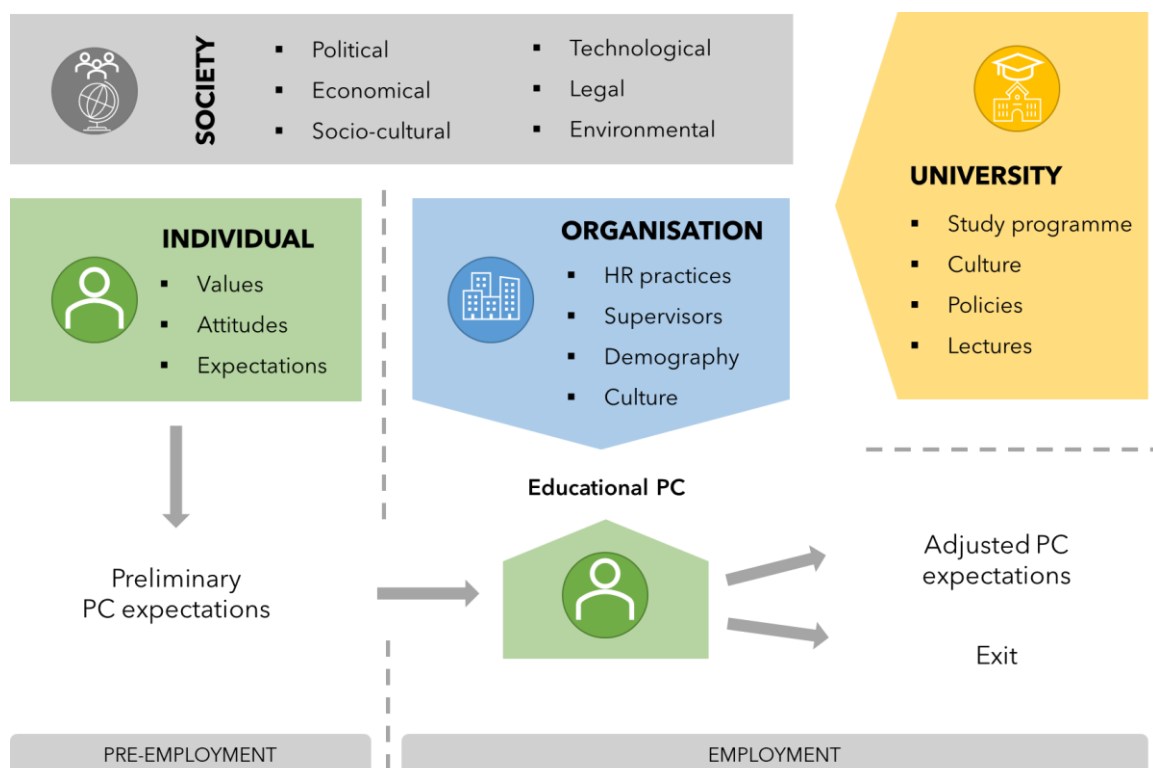 SOCIETY
▪ Political
▪ Economical
▪ Socio-cultural
▪ Technological
▪ Legal
▪ Environmental
UNIVERSITY
▪ Study programme
▪ Culture
▪ Policies
▪ Lectures
INDIVIDUAL
▪ Values
▪ Attitudes
▪ Expectations
ORGANISATION
▪ HR practices
▪ Supervisors
▪ Demography
▪ Culture
Educational PC
Preliminary
PC expectations
Adjusted PC
expectations
Exit
PRE-EMPLOYMENT
EMPLOYMENT